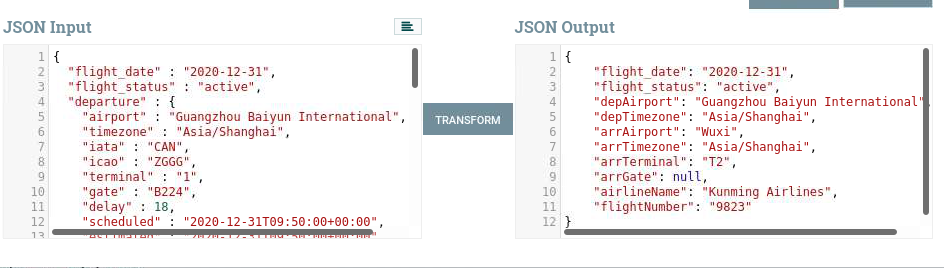 JSON Input
1 {
2 "flight_date" : "2020-12-31",
3 "flight_status" : "active",
4 "departure" : {
5 "airport" : "Guangzhou Baiyun International",
6 "timezone" : "Asia/Shanghai",
7 "iata" : "CAN",
8 "icao" : "ZGGG",
9 "terminal" : "1",
10 "gate" : "B224",
11 "delay" : 18,
12 "scheduled" : "2020-12-31T09:50:00+00:00",
13
TRANSFORM
JSON Output
1 {
2 "flight_date": "2020-12-31",
3 "flight_status": "active",
4 "depAirport": "Guangzhou Baiyun International",
5 "depTimezone": "Asia/Shanghai",
6 "arrAirport": "Wuxi",
7 "arrTimezone": "Asia/Shanghai",
8 "arrTerminal": "T2",
9 "arrGate": null,
10 "airlineName": "Kunming Airlines",
11 "flightNumber": "9823"
12 }